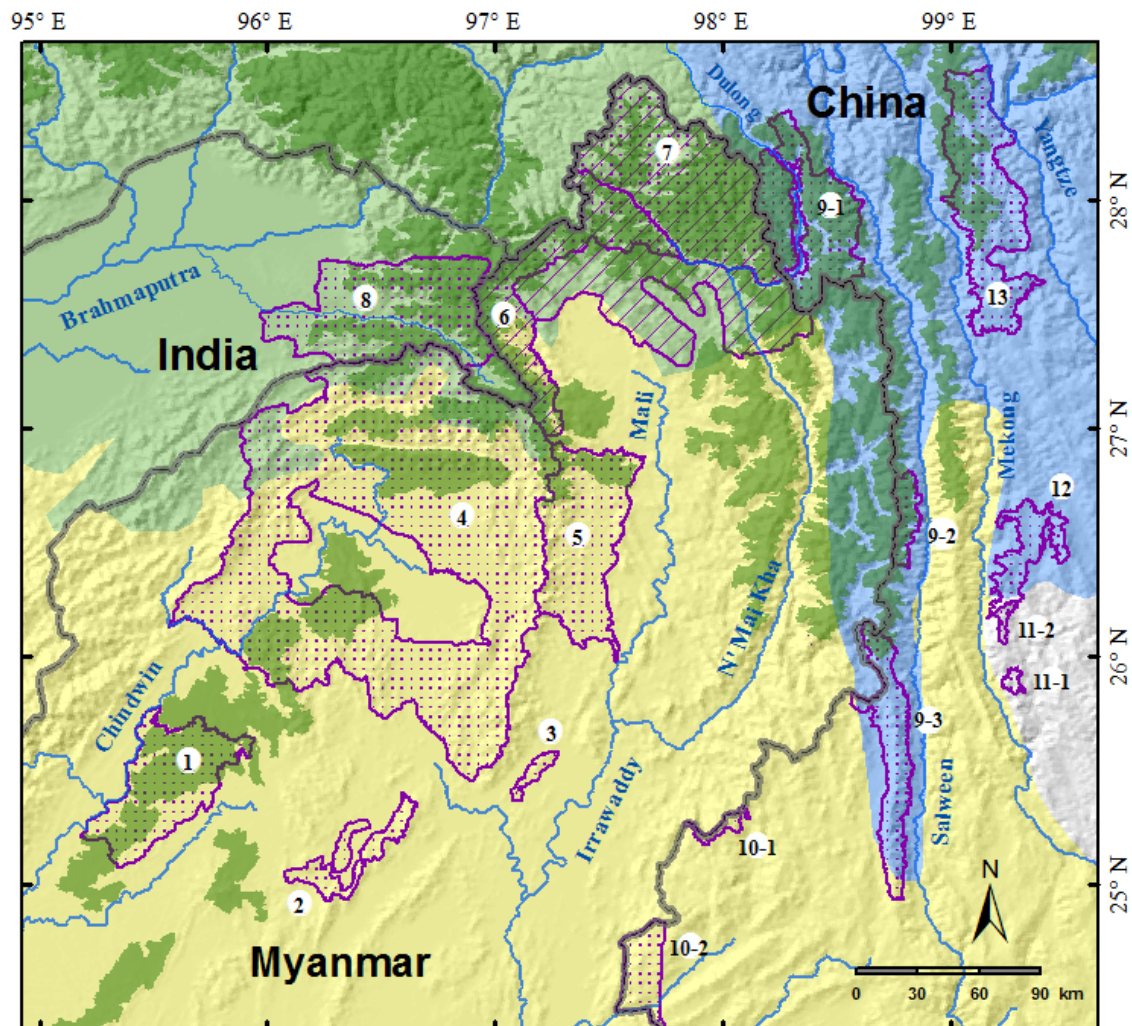 95° E
96° E
97° E
98° E
99° E
China
Dulong
Yangtze
7
28° N
9-1
Brahmaputra
8
13
6
India
27° N
Mali
Mekong
12
4
5
9-2
N' Mai Kha
11-2
26° N
11-1
Chindwin
9-3
3
1
Irrawaddy
Salween
10-1
25° N
N
2
10-2
Myanmar
0 30 60 90 km